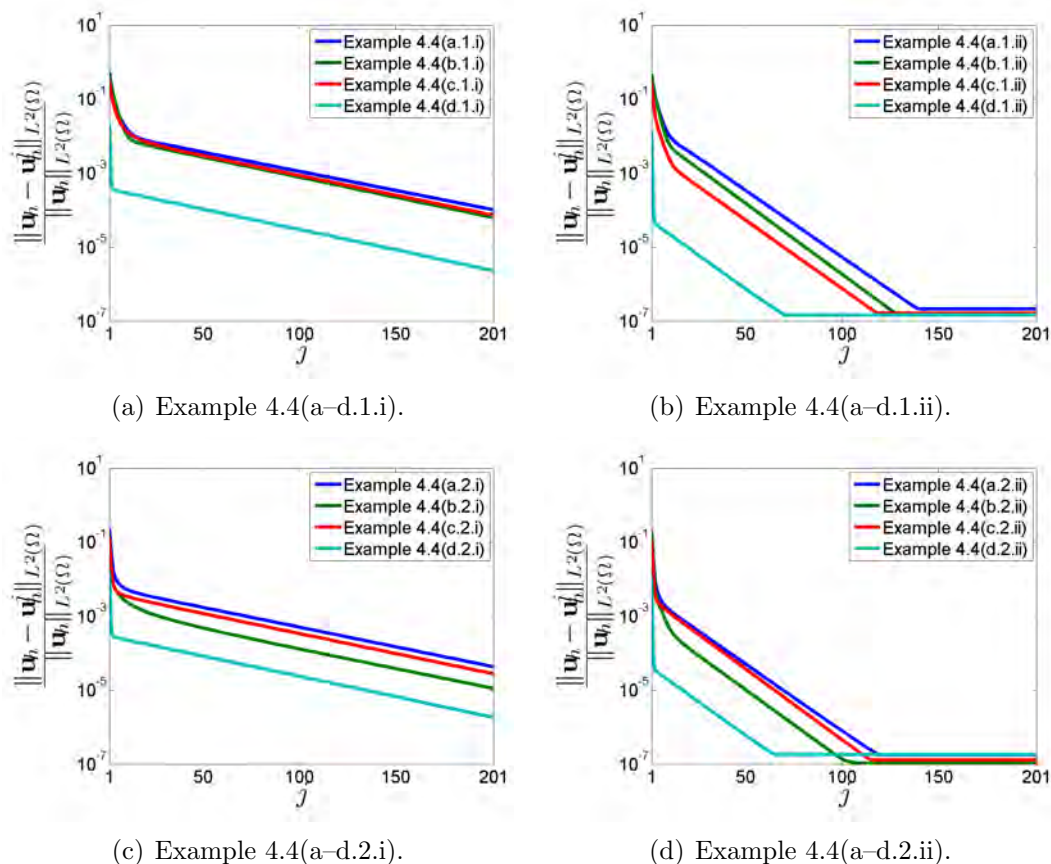 10^1
10^-1
10^-3
10^-5
10^-7
‖u_h − u_h^j‖_{L^2(Ω)}
‖u_h‖_{L^2(Ω)}
Example 4.4(a.1.i)
Example 4.4(b.1.i)
Example 4.4(c.1.i)
Example 4.4(d.1.i)
1 50 100 150 201
j
(a) Example 4.4(a–d.1.i).
10^1
10^-1
10^-3
10^-5
10^-7
‖u_h − u_h^j‖_{L^2(Ω)}
‖u_h‖_{L^2(Ω)}
Example 4.4(a.1.ii)
Example 4.4(b.1.ii)
Example 4.4(c.1.ii)
Example 4.4(d.1.ii)
1 50 100 150 201
j
(b) Example 4.4(a–d.1.ii).
10^1
10^-1
10^-3
10^-5
10^-7
‖u_h − u_h^j‖_{L^2(Ω)}
‖u_h‖_{L^2(Ω)}
Example 4.4(a.2.i)
Example 4.4(b.2.i)
Example 4.4(c.2.i)
Example 4.4(d.2.i)
1 50 100 150 201
j
(c) Example 4.4(a–d.2.i).
10^1
10^-1
10^-3
10^-5
10^-7
‖u_h − u_h^j‖_{L^2(Ω)}
‖u_h‖_{L^2(Ω)}
Example 4.4(a.2.ii)
Example 4.4(b.2.ii)
Example 4.4(c.2.ii)
Example 4.4(d.2.ii)
1 50 100 150 201
j
(d) Example 4.4(a–d.2.ii).